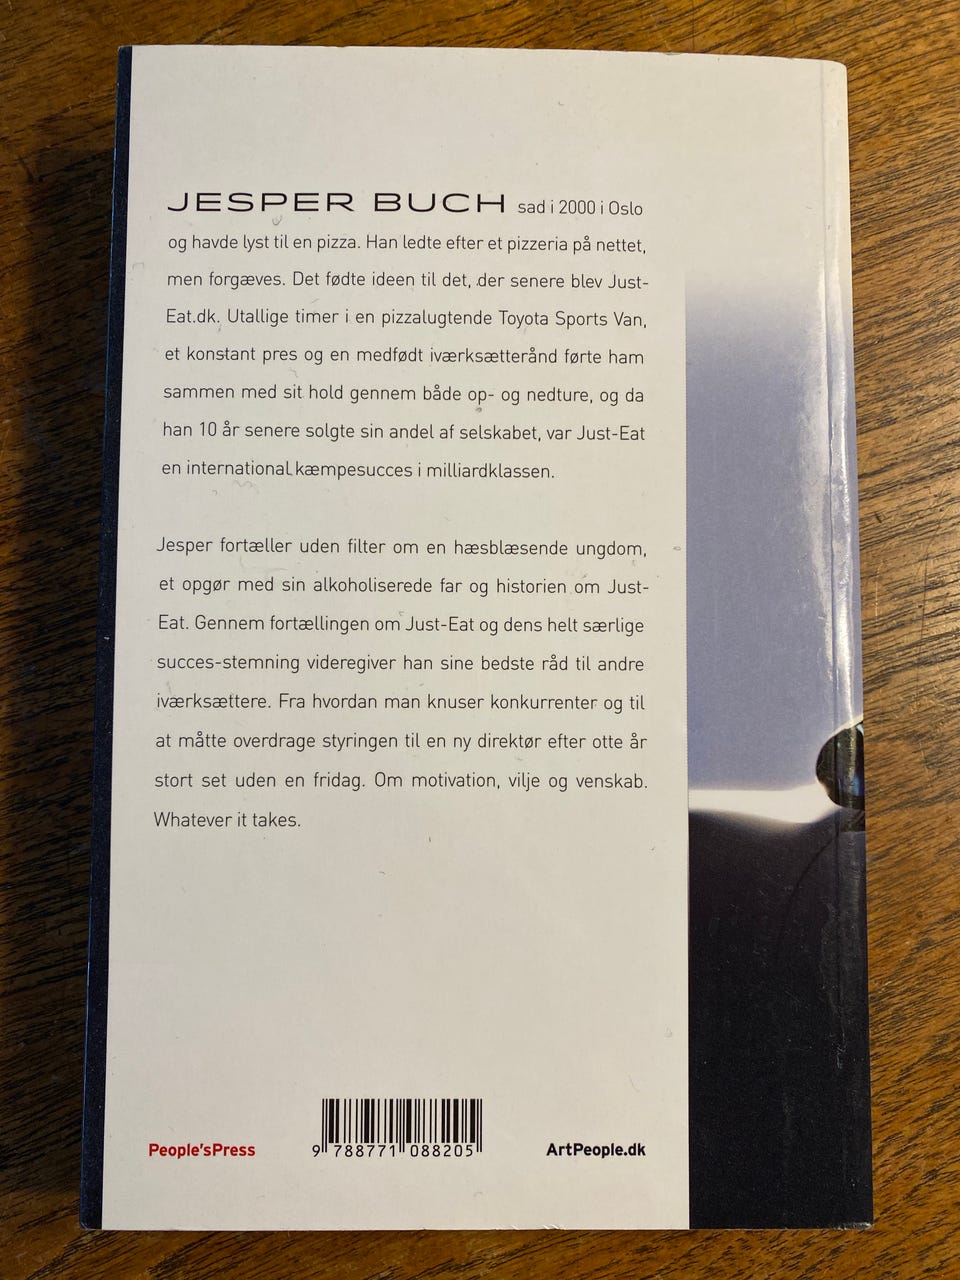 JESPER BUCH sad i 2000 i Oslo
og havde lyst til en pizza. Han ledte efter et pizzeria på nettet,
men forgæves. Det fødte ideen til det, der senere blev Just-
Eat.dk. Utallige timer i en pizzalugtende Toyota Sports Van,
et konstant pres og en medfødt iværksætterånd førte ham
sammen med sit hold gennem både op- og nedture, og da
han 10 år senere solgte sin andel af selskabet, var Just-Eat
en international kæmpesucces i milliardklassen.
Jesper fortæller uden filter om en hæsblæsende ungdom,
et opgør med sin alkoholiserede far og historien om Just-
Eat. Gennem fortællingen om Just-Eat og dens helt særlige
succes-stemning videregiver han sine bedste råd til andre
iværksættere. Fra hvordan man knuser konkurrenter og til
at måtte overdrage styringen til en ny direktør efter otte år
stort set uden en fridag. Om motivation, vilje og venskab.
Whatever it takes.
People'sPress
9 788771 088205
ArtPeople.dk